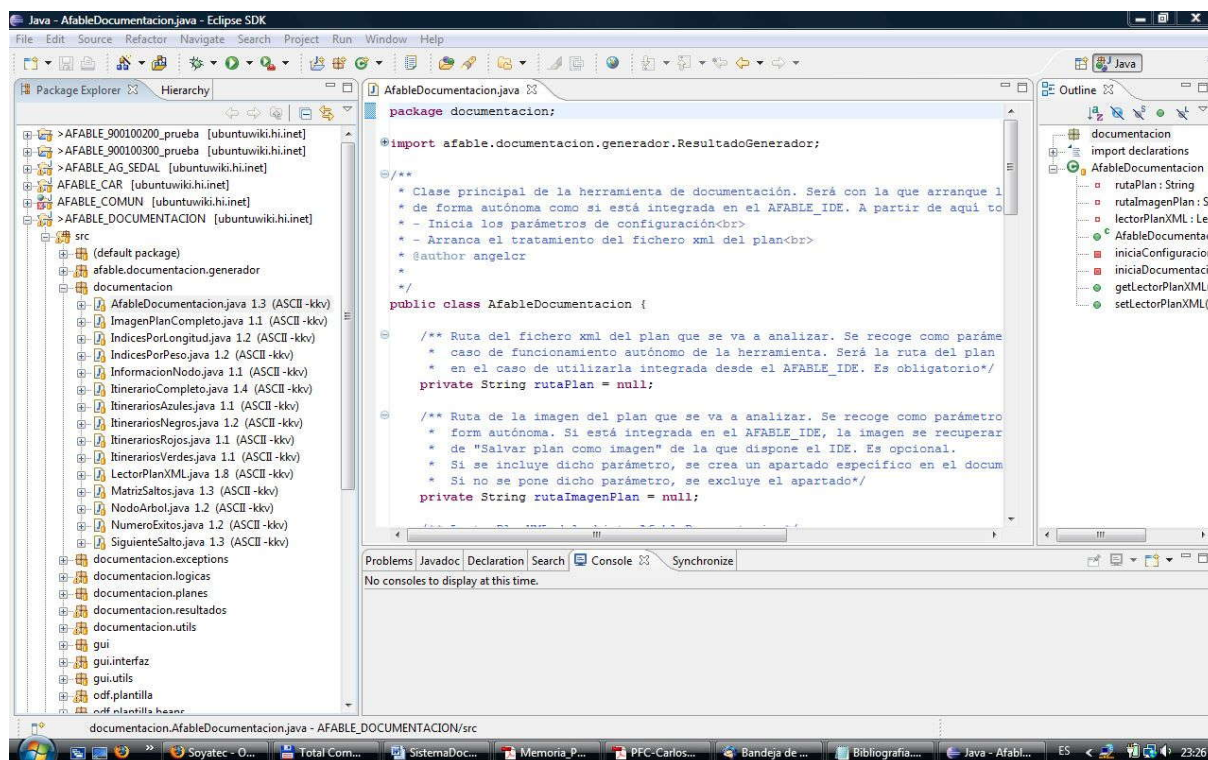 Java - AfableDocumentacion.java - Eclipse SDK
File Edit Source Refactor Navigate Search Project Run Window Help
Java
Package Explorer Hierarchy
>AFABLE_900100200_prueba [ubuntuwiki.hi.inet]
>AFABLE_900100300_prueba [ubuntuwiki.hi.inet]
>AFABLE_AG_SEDAL [ubuntuwiki.hi.inet]
AFABLE_CAR [ubuntuwiki.hi.inet]
AFABLE_COMUN [ubuntuwiki.hi.inet]
>AFABLE_DOCUMENTACION [ubuntuwiki.hi.inet]
src
(default package)
afable.documentacion.generador
documentacion
AfableDocumentacion.java 1.3 (ASCII -kkv)
ImagenPlanCompleto.java 1.1 (ASCII -kkv)
IndicesPorLongitud.java 1.2 (ASCII -kkv)
IndicesPorPeso.java 1.2 (ASCII -kkv)
InformacionNodo.java 1.1 (ASCII -kkv)
ItinerarioCompleto.java 1.4 (ASCII -kkv)
ItinerariosAzules.java 1.1 (ASCII -kkv)
ItinerariosNegros.java 1.2 (ASCII -kkv)
ItinerariosRojos.java 1.1 (ASCII -kkv)
ItinerariosVerdes.java 1.1 (ASCII -kkv)
LectorPlanXML.java 1.8 (ASCII -kkv)
MatrizSaltos.java 1.3 (ASCII -kkv)
NodoArbol.java 1.2 (ASCII -kkv)
NumeroExitos.java 1.2 (ASCII -kkv)
SiguienteSalto.java 1.3 (ASCII -kkv)
documentacion.exceptions
documentacion.logicas
documentacion.planes
documentacion.resultados
documentacion.utils
gui
gui.interfaz
gui.utils
odf.plantilla
odf.plantilla.beans
AfableDocumentacion.java
package documentacion;
import afable.documentacion.generador.ResultadoGenerador;
/**
* Clase principal de la herramienta de documentación. Será con la que arranque l
* de forma autónoma como si está integrada en el AFABLE_IDE. A partir de aquí to
* - Inicia los parámetros de configuración<br>
* - Arranca el tratamiento del fichero xml del plan<br>
* @author angelcr
*
*/
public class AfableDocumentacion {
/** Ruta del fichero xml del plan que se va a analizar. Se recoge como paráme
* caso de funcionamiento autónomo de la herramienta. Será la ruta del plan
* en el caso de utilizarla integrada desde el AFABLE_IDE. Es obligatorio*/
private String rutaPlan = null;
/** Ruta de la imagen del plan que se va a analizar. Se recoge como parámetro
* form autónoma. Si está integrada en el AFABLE_IDE, la imagen se recuperar
* de "Salvar plan como imagen" de la que dispone el IDE. Es opcional.
* Si se incluye dicho parámetro, se crea un apartado específico en el docum
* Si no se pone dicho parámetro, se excluye el apartado*/
private String rutaImagenPlan = null;
Outline
documentacion
import declarations
AfableDocumentacion
rutaPlan : String
rutaImagenPlan : S
lectorPlanXML : Le
AfableDocumentac
iniciaConfiguracion
iniciaDocumentaci
getLectorPlanXML(
setLectorPlanXML(
Problems Javadoc Declaration Search Console Synchronize
No consoles to display at this time.
documentacion.AfableDocumentacion.java - AFABLE_DOCUMENTACION/src
Soyatec - O... Total Com... SistemaDoc... Memoria_P... PFC-Carlos... Bandeja de ... Bibliografia.... Java - Afabl... ES 23:26